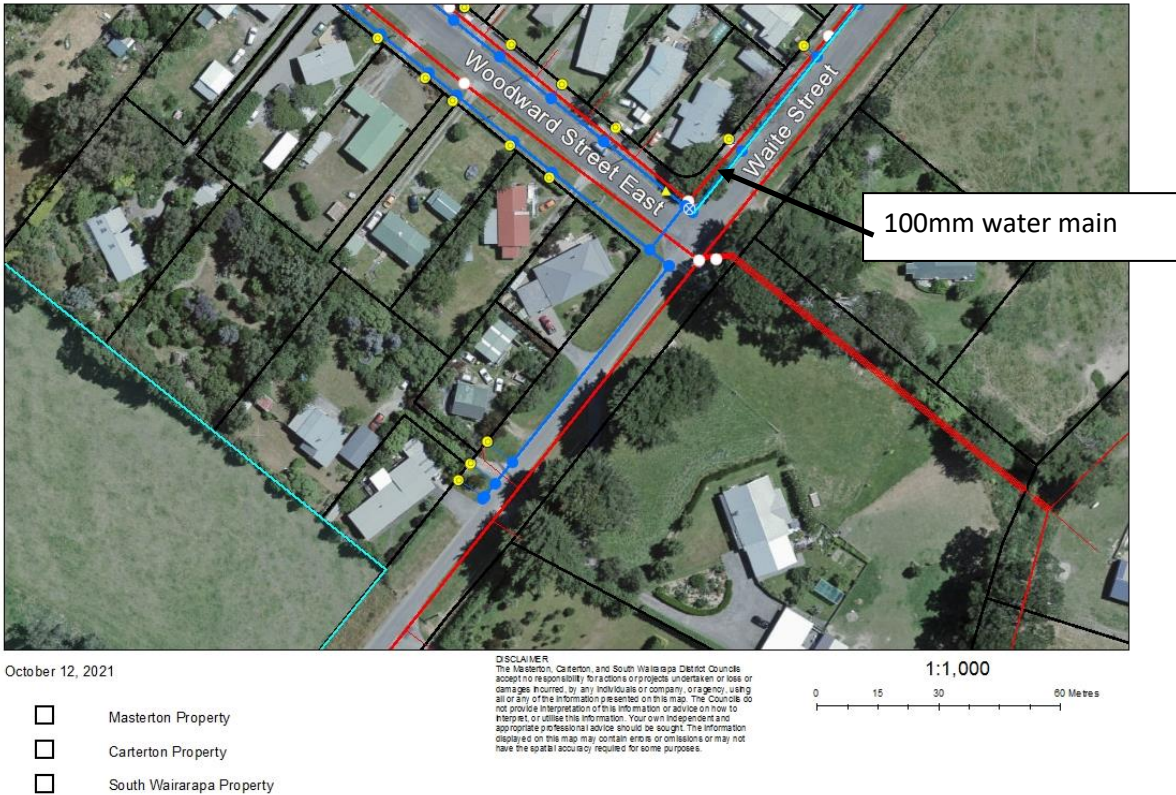 Woodward Street East
Waite Street
100mm water main
October 12, 2021
Masterton Property
Carterton Property
South Wairarapa Property
DISCLAIMER
The Masterton, Carterton, and South Wairarapa District Councils
accept no responsibility for actions or projects undertaken or loss or
damages incurred, by any individuals or company, or agency, using
all or any of the information presented on this map. The Councils do
not provide interpretation of this information or advice on how to
interpret, or utilise this information. Your own independent and
appropriate professional advice should be sought. The information
displayed on this map may contain errors or omissions or may not
have the spatial accuracy required for some purposes.
1:1,000
0 15 30 60 Metres